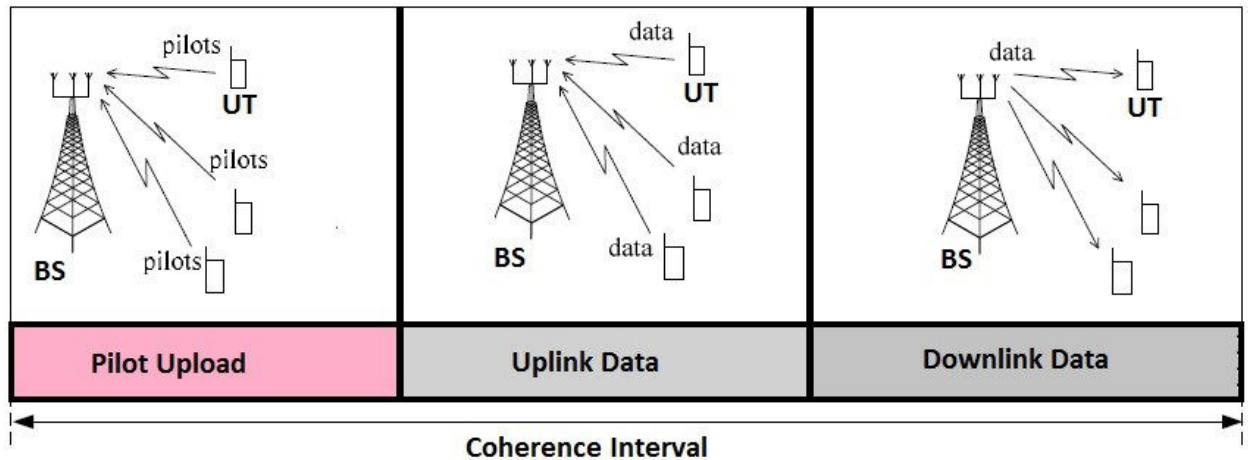 pilots
UT
pilots
pilots
BS
data
UT
data
data
BS
data
UT
BS
Pilot Upload
Uplink Data
Downlink Data
Coherence Interval